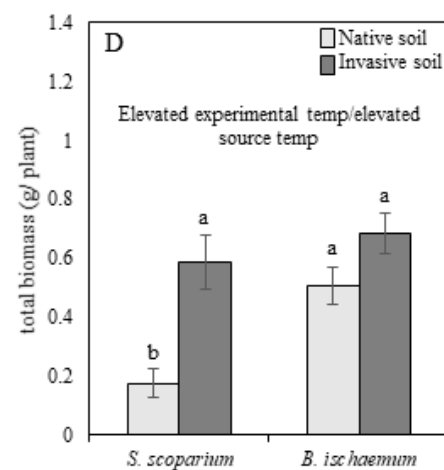 D
Native soil
Invasive soil
Elevated experimental temp/elevated
source temp
total biomass (g/ plant)
1.4
1.2
1
0.8
0.6
0.4
0.2
0
b
a
a
a
S. scoparium
B. ischaemum